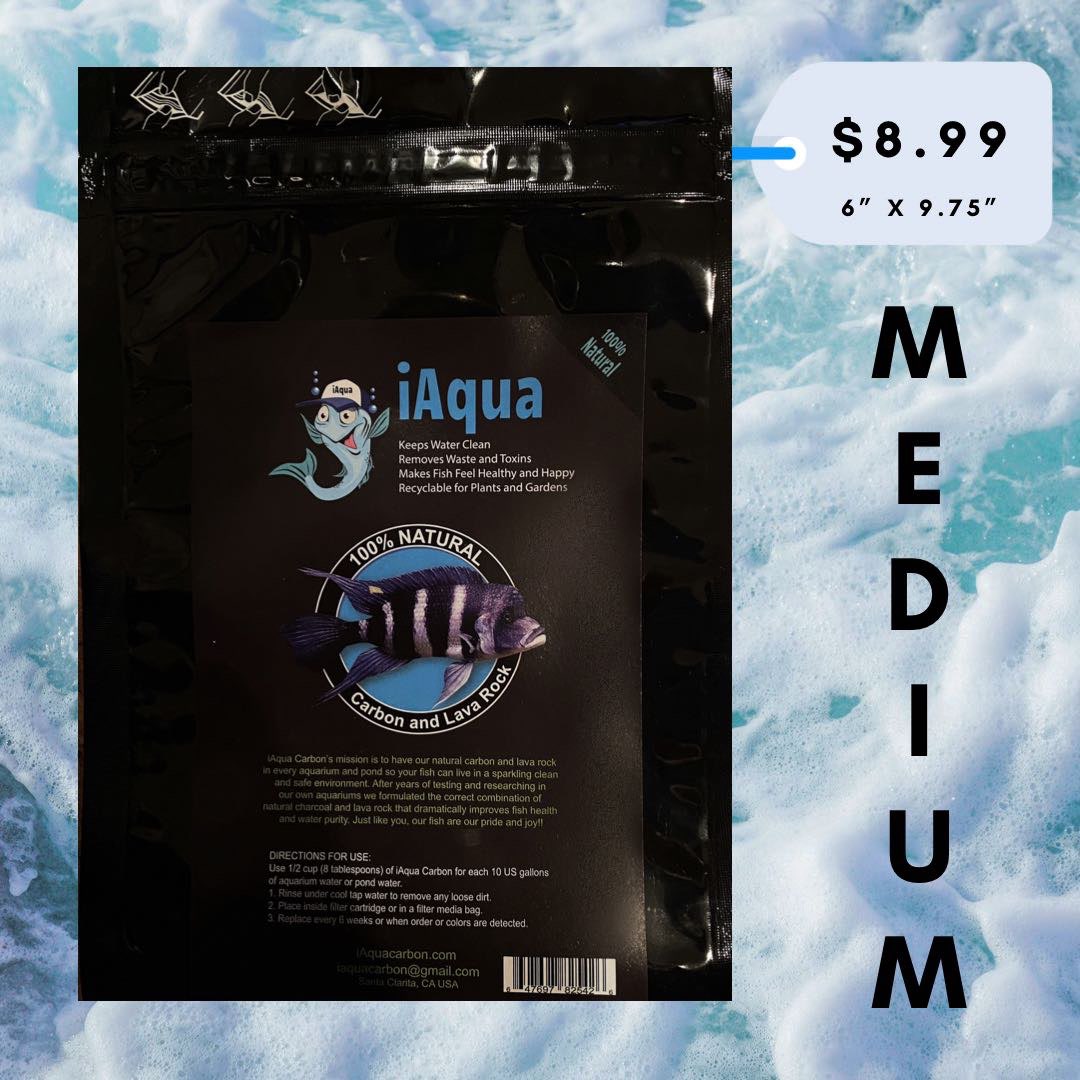 $8.99
6” X 9.75”
MEDIUM
100%
Natural
iAqua
iAqua
Keeps Water Clean
Removes Waste and Toxins
Makes Fish Feel Healthy and Happy
Recyclable for Plants and Gardens
100% NATURAL
Carbon and Lava Rock
iAqua Carbon's mission is to have our natural carbon and lava rock
in every aquarium and pond so your fish can live in a sparkling clean
and safe environment. After years of testing and researching in
our own aquariums we formulated the correct combination of
natural charcoal and lava rock that dramatically improves fish health
and water purity. Just like you, our fish are our pride and joy!!
DIRECTIONS FOR USE:
Use 1/2 cup (8 tablespoons) of iAqua Carbon for each 10 US gallons
of aquarium water or pond water.
1. Rinse under cool tap water to remove any loose dirt.
2. Place inside filter cartridge or in a filter media bag.
3. Replace every 6 weeks or when order or colors are detected.
iAquacarbon.com
iaquacarbon@gmail.com
Santa Clarita, CA USA
6 47697 82542 6